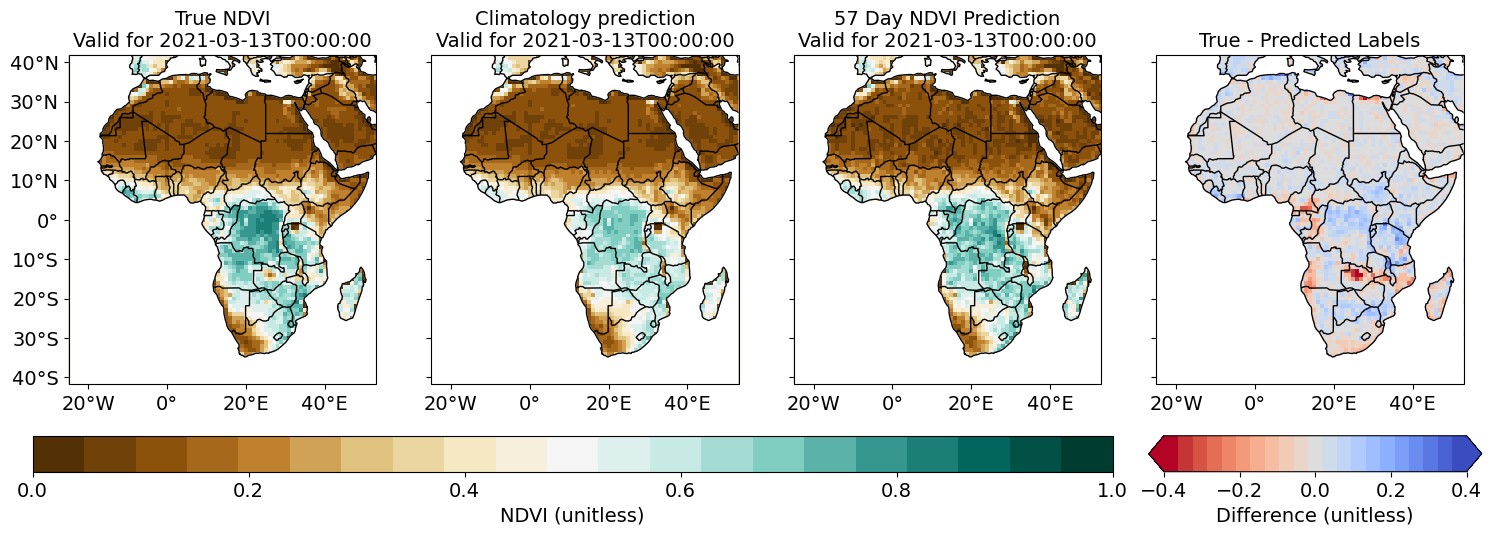 True NDVI
Valid for 2021-03-13T00:00:00
Climatology prediction
Valid for 2021-03-13T00:00:00
57 Day NDVI Prediction
Valid for 2021-03-13T00:00:00
True - Predicted Labels
40°N
30°N
20°N
10°N
0°
10°S
20°S
30°S
40°S
20°W 0° 20°E 40°E
20°W 0° 20°E 40°E
20°W 0° 20°E 40°E
20°W 0° 20°E 40°E
0.0 0.2 0.4 0.6 0.8 1.0
NDVI (unitless)
−0.4 −0.2 0.0 0.2 0.4
Difference (unitless)